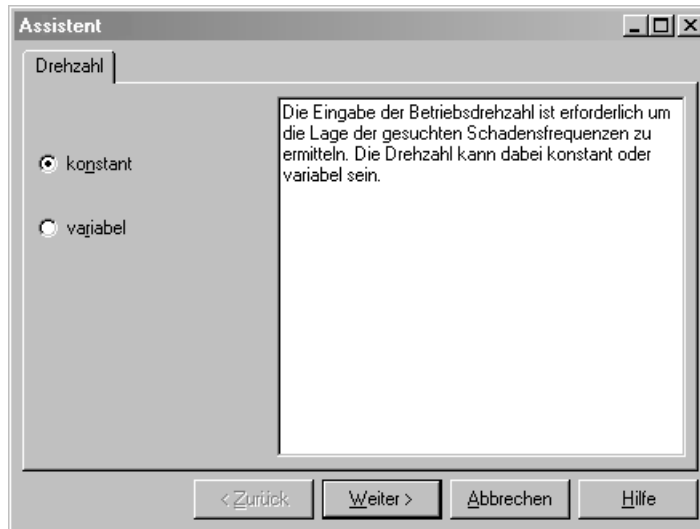 Assistent
Drehzahl
konstant
variabel
Die Eingabe der Betriebsdrehzahl ist erforderlich um
die Lage der gesuchten Schadensfrequenzen zu
ermitteln. Die Drehzahl kann dabei konstant oder
variabel sein.
< Zurück Weiter > Abbrechen Hilfe